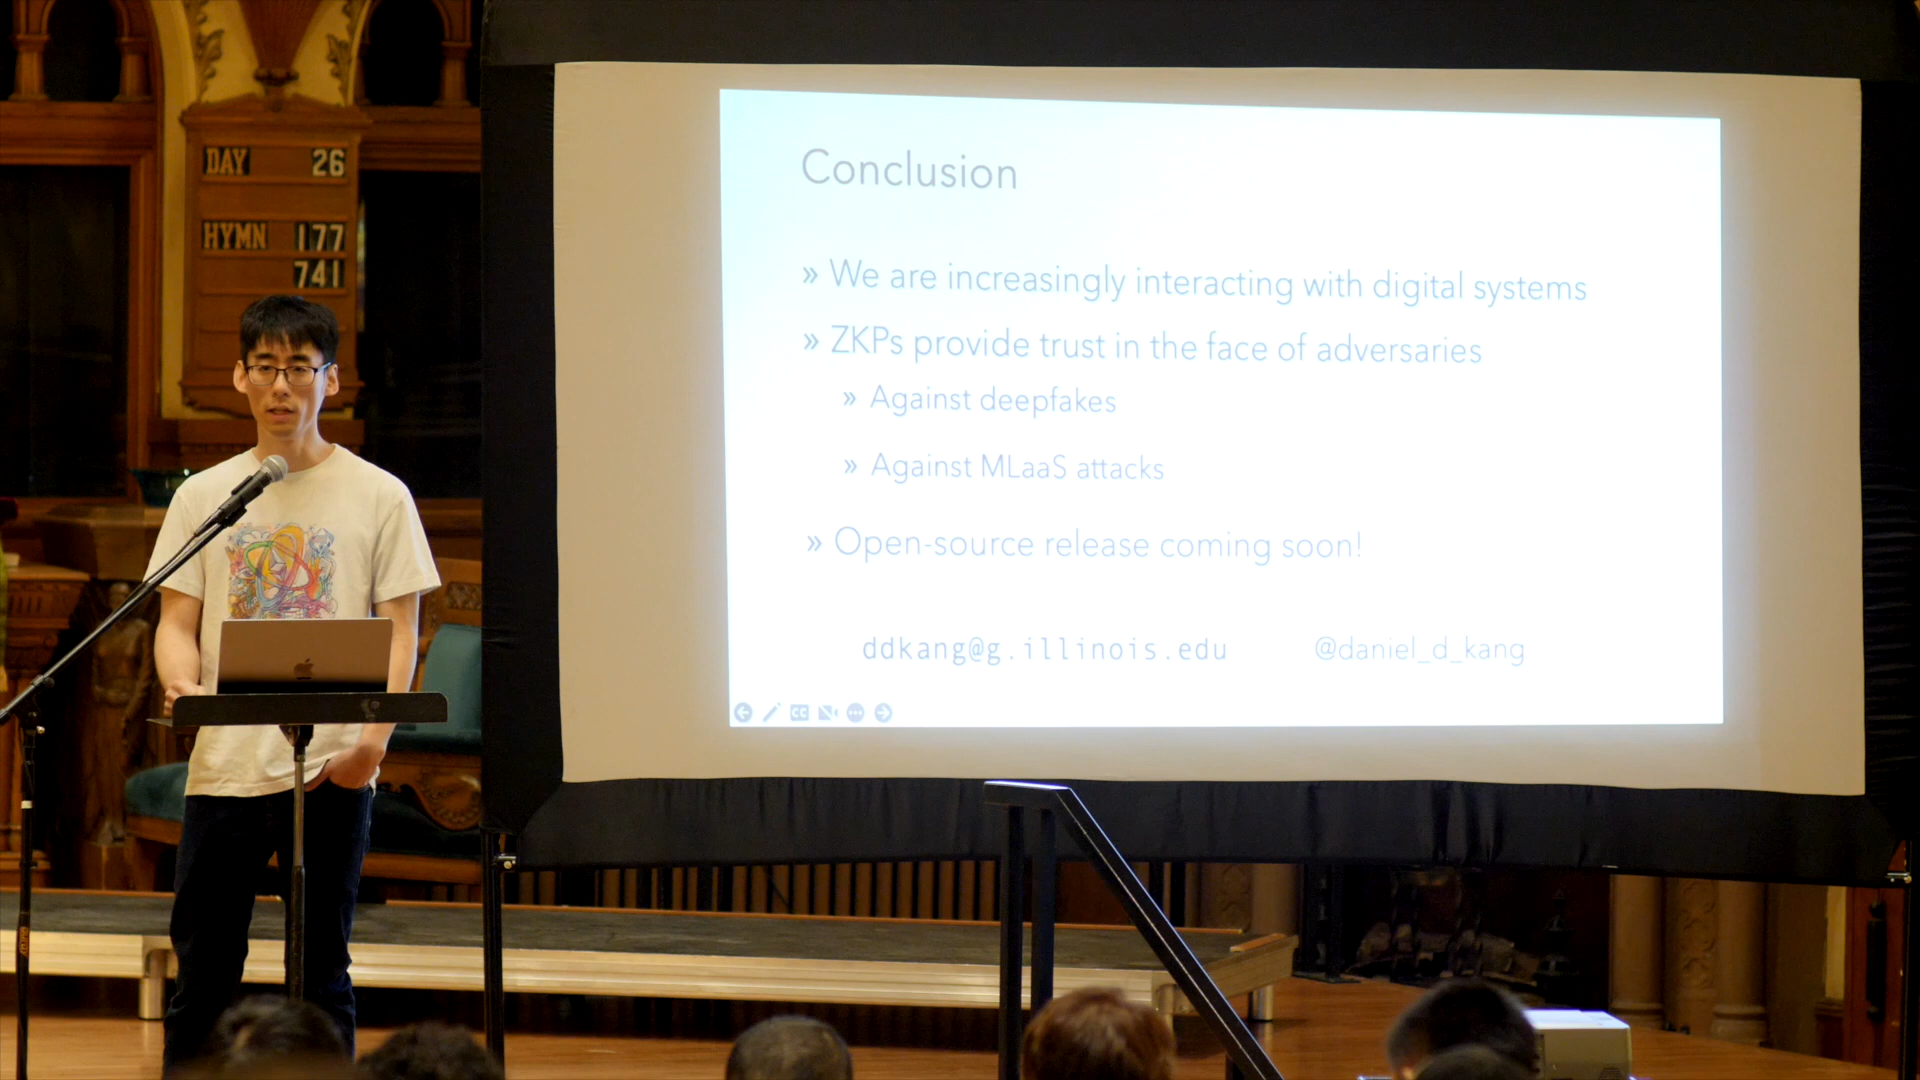 DAY 26
HYMN 177
741
Conclusion
» We are increasingly interacting with digital systems
» ZKPs provide trust in the face of adversaries
» Against deepfakes
» Against MLaaS attacks
» Open-source release coming soon!
ddkang@g.illinois.edu @daniel_d_kang
CC